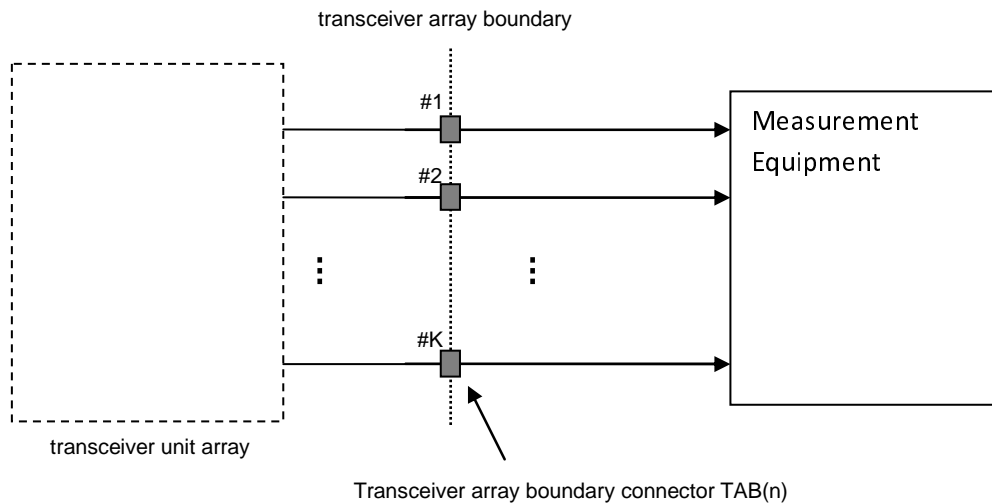 transceiver array boundary
#1
Measurement
Equipment
#2
#K
transceiver unit array
Transceiver array boundary connector TAB(n)